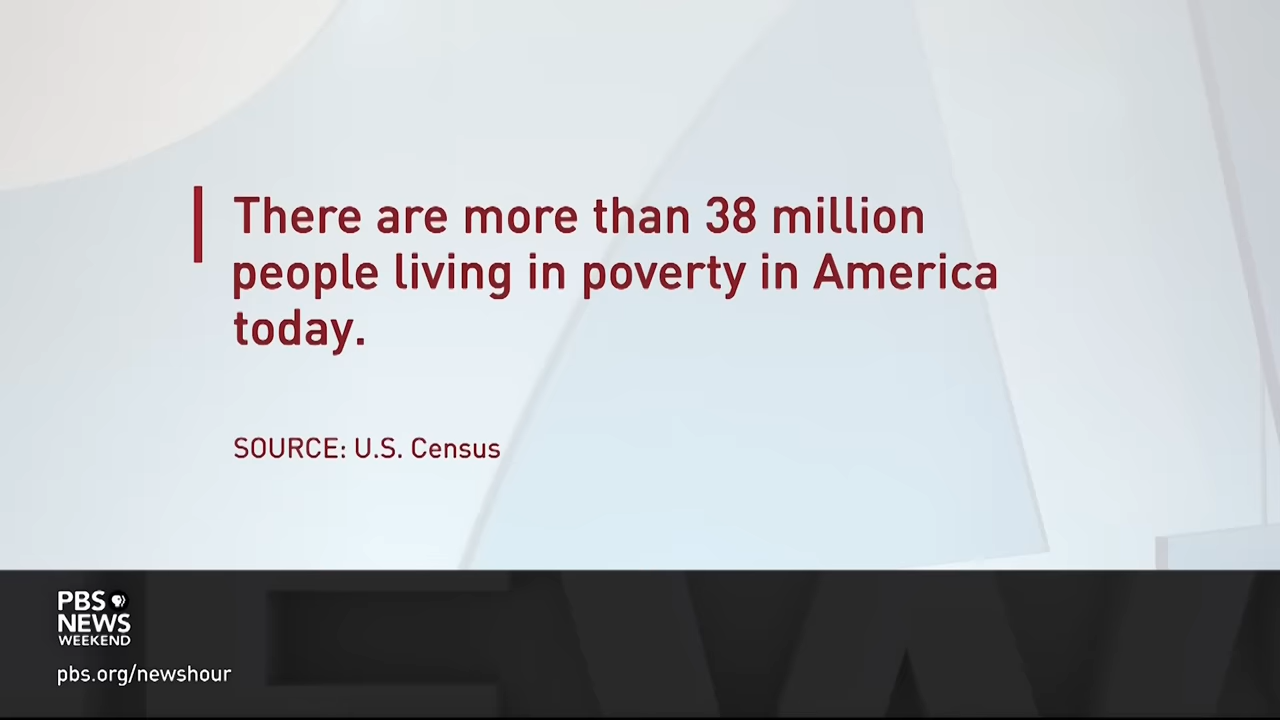 There are more than 38 million
people living in poverty in America
today.
SOURCE: U.S. Census
PBS
NEWS
WEEKEND
pbs.org/newshour